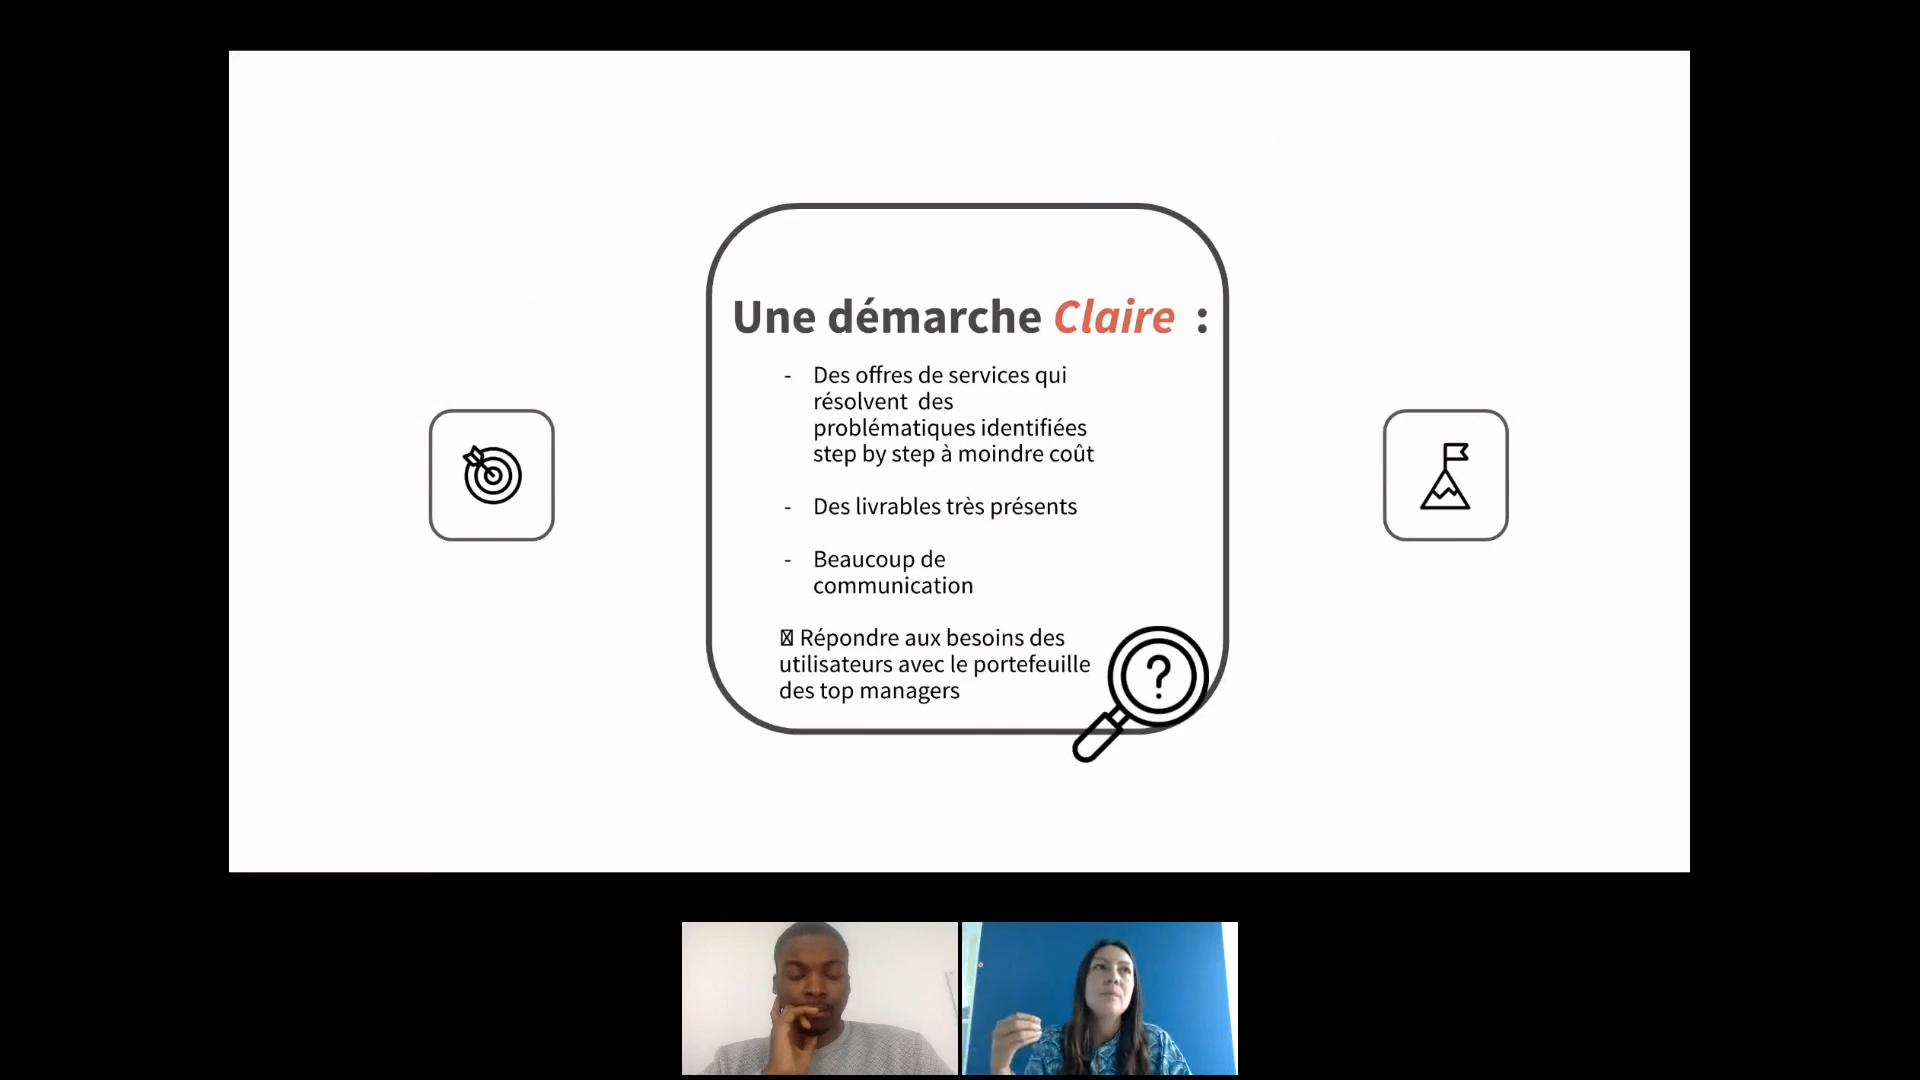 Une démarche Claire :
- Des offres de services qui
résolvent des
problématiques identifiées
step by step à moindre coût
- Des livrables très présents
- Beaucoup de
communication
Répondre aux besoins des
utilisateurs avec le portefeuille
des top managers
?